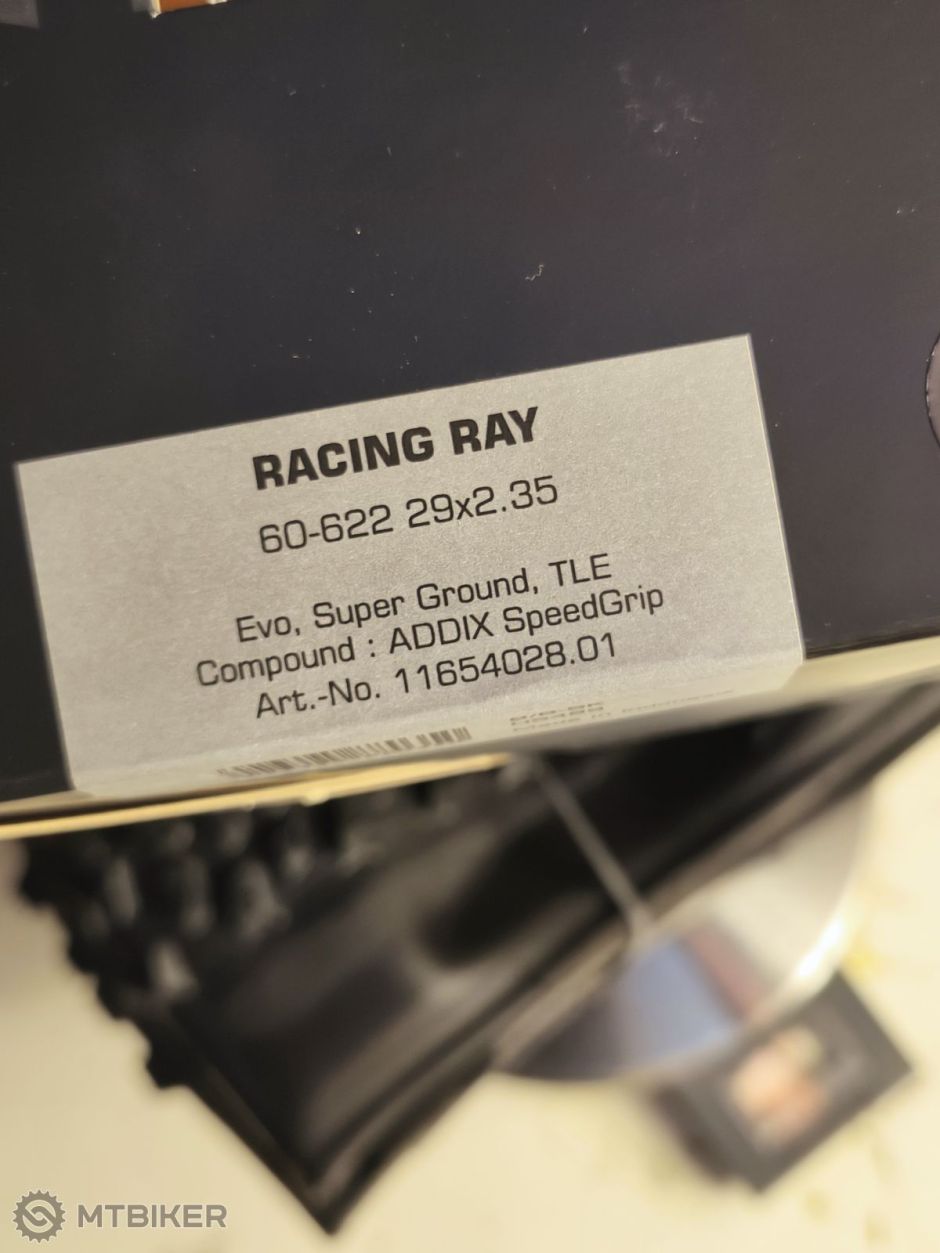 RACING RAY
60-622 29x2.35
Evo, Super Ground, TLE
Compound : ADDIX SpeedGrip
Art.-No. 11654028.01
MTBIKER